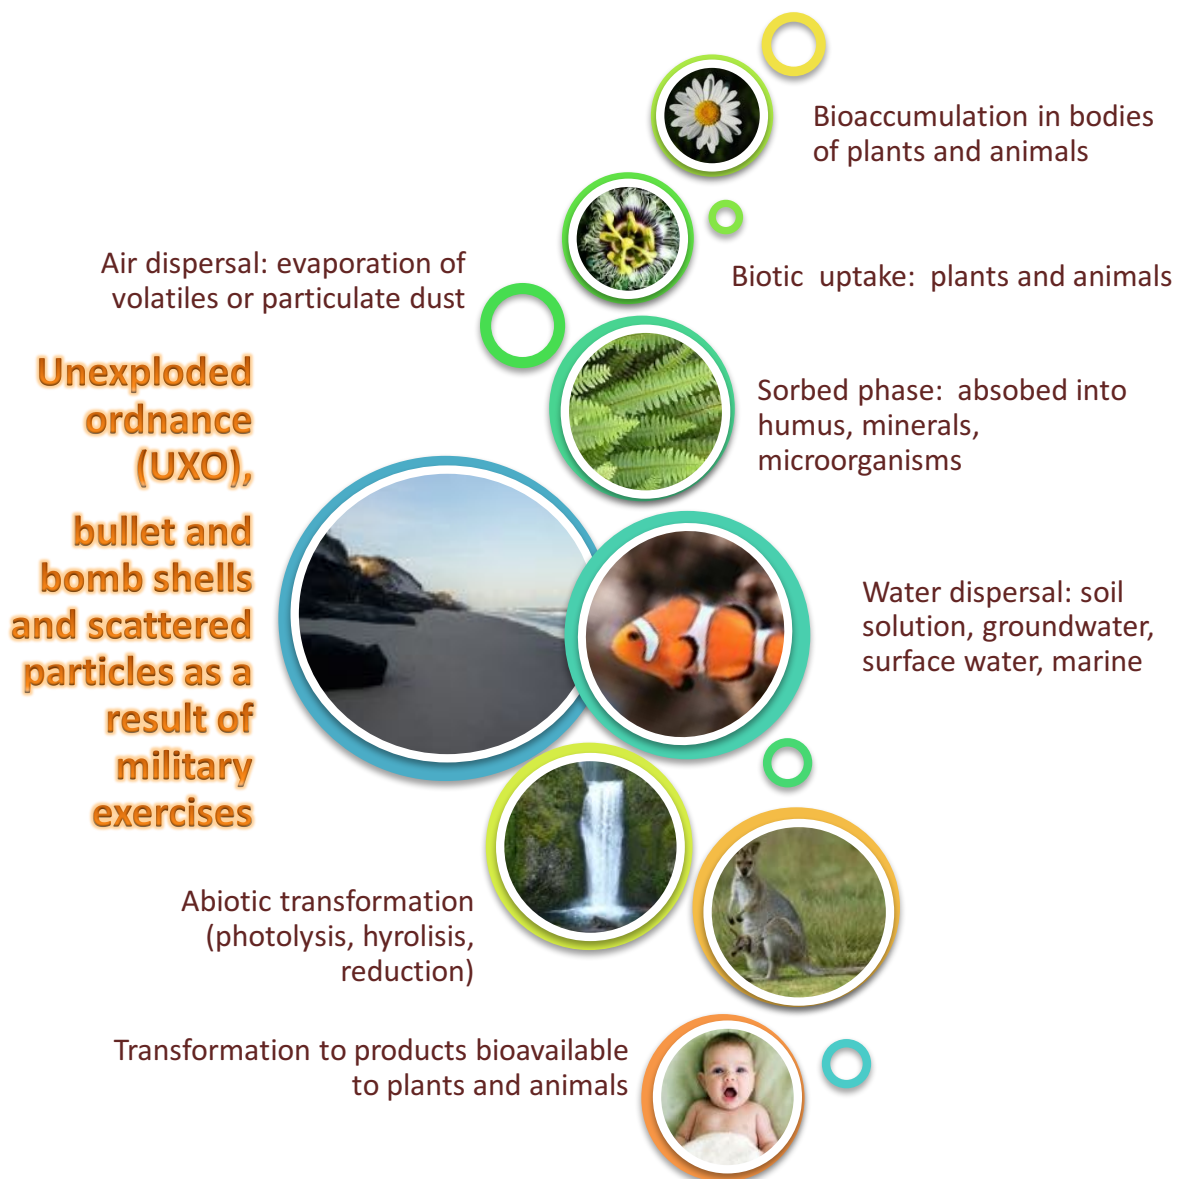 Bioaccumulation in bodies
of plants and animals
Air dispersal: evaporation of
volatiles or particulate dust
Biotic  uptake:  plants and animals
Unexploded
ordnance
(UXO),
bullet and
bomb shells
and scattered
particles as a
result of
military
exercises
Sorbed phase:  absobed into
humus, minerals,
microorganisms
Water dispersal: soil
solution, groundwater,
surface water, marine
Abiotic transformation
(photolysis, hyrolisis,
reduction)
Transformation to products bioavailable
to plants and animals